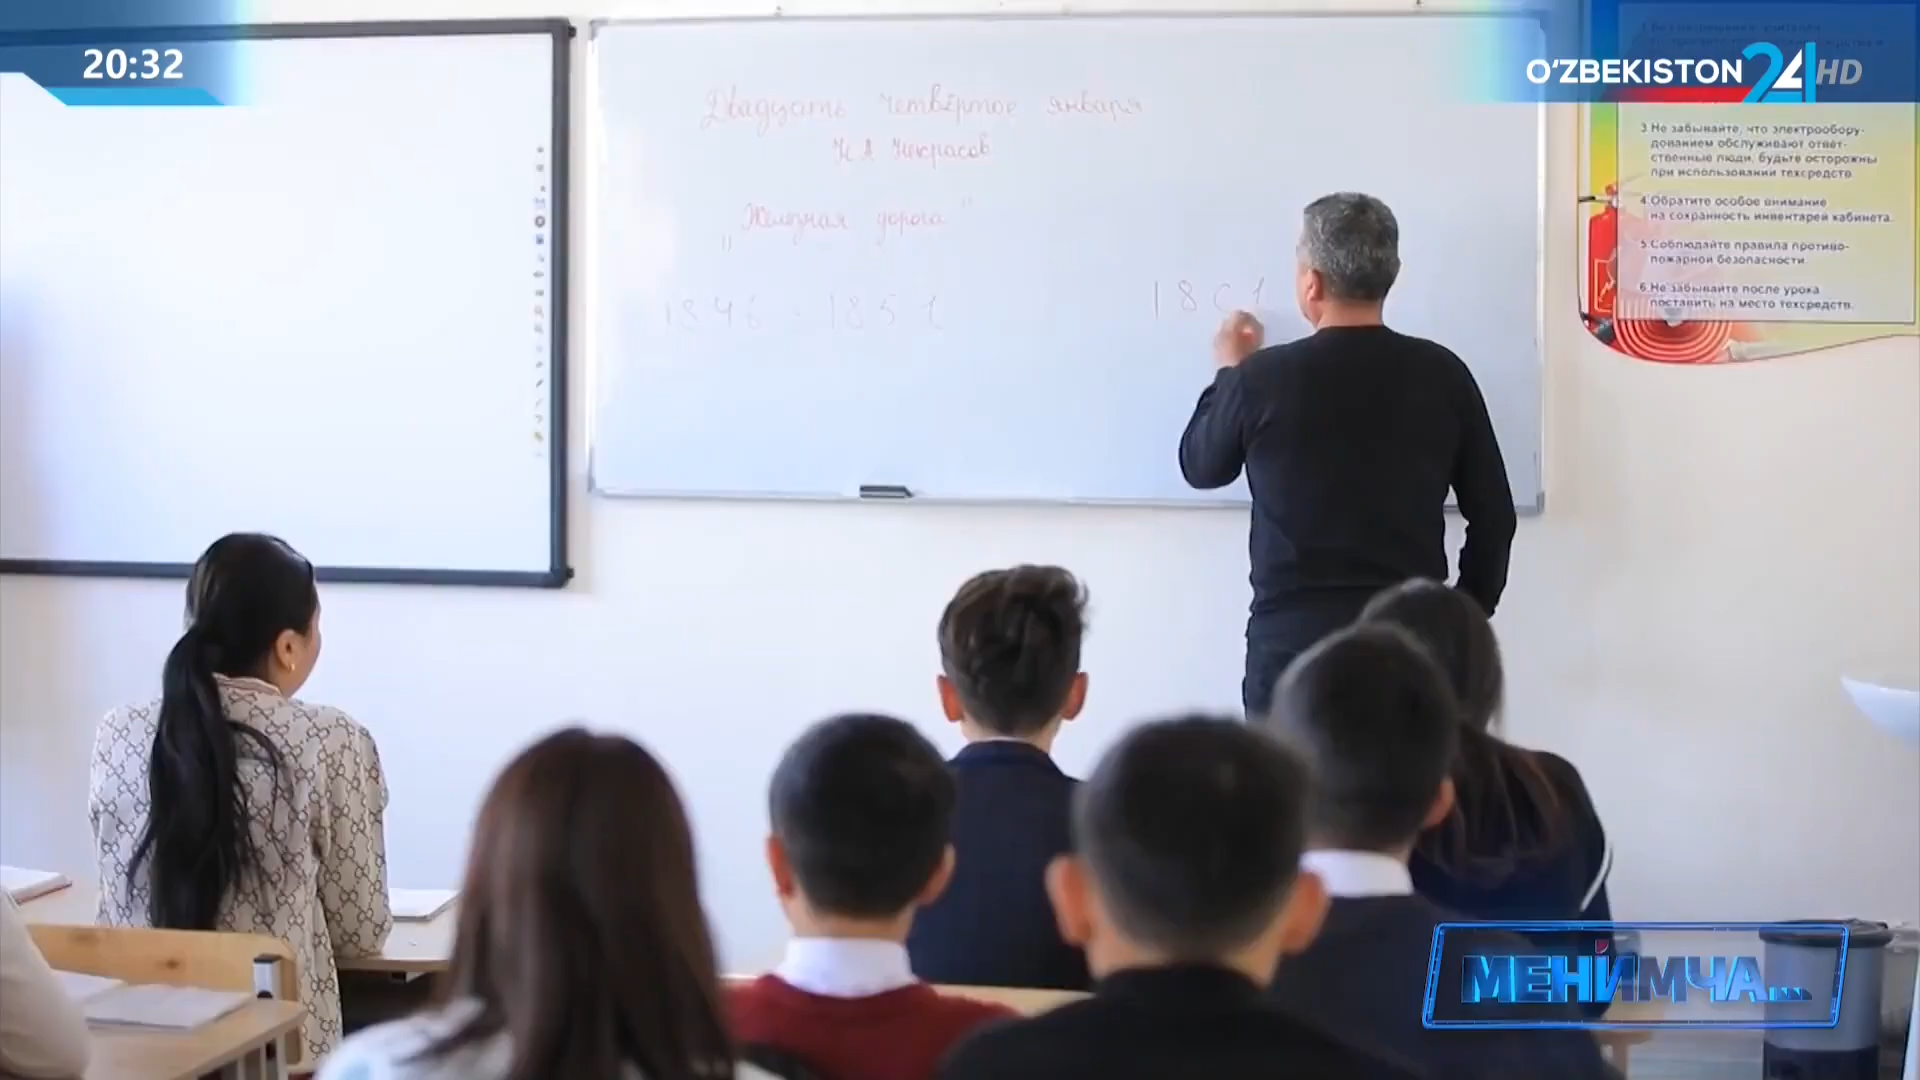 20:32
O‘ZBEKISTON 24 HD
Двадцать четвёртое января
Н А Некрасов
„Железная дорога"
1846 - 1851
1861
3.Не забывайте, что электрообору-
дованием обслуживают ответ-
ственные люди, будьте осторожны
при использовании техсредств.
4.Обратите особое внимание
на сохранность инвентарей кабинета.
5.Соблюдайте правила противо-
пожарной безопасности.
6.Не забывайте после урока
поставить на место техсредств.
МЕНИМЧА...